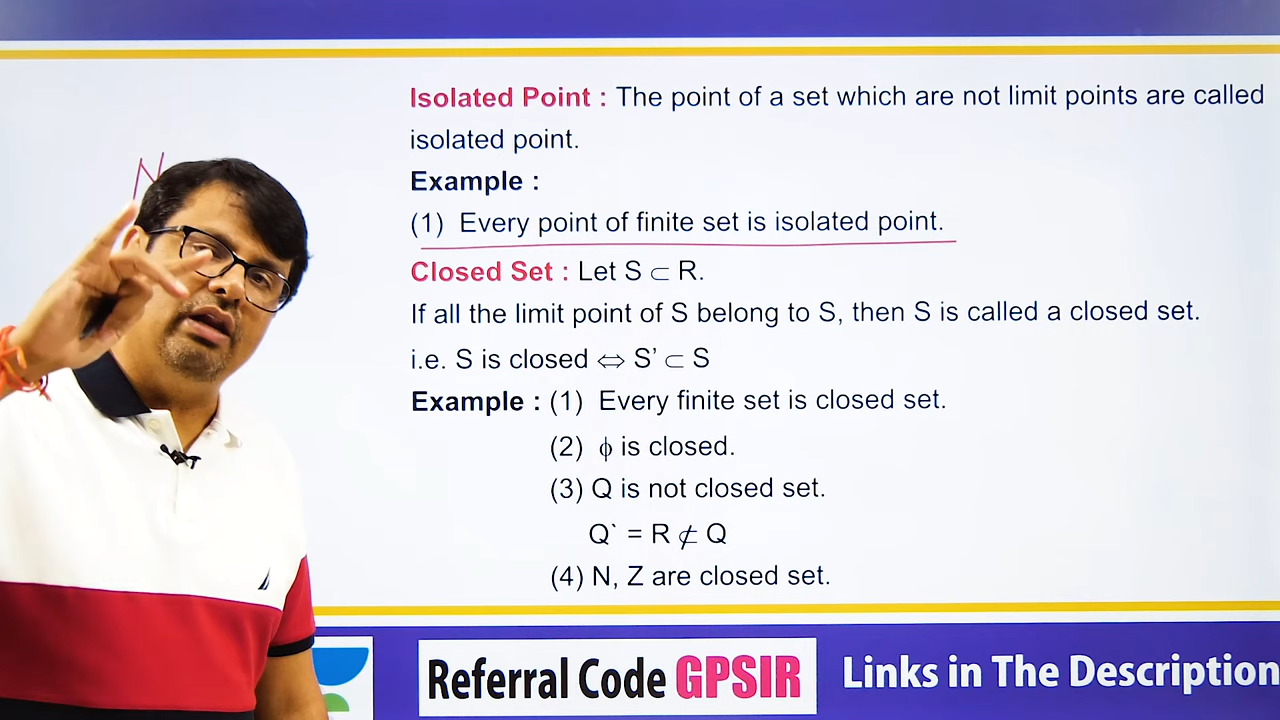 Isolated Point : The point of a set which are not limit points are called
isolated point.
N
Example :
(1) Every point of finite set is isolated point.
Closed Set : Let S ⊂ R.
If all the limit point of S belong to S, then S is called a closed set.
i.e. S is closed ⇔ S’ ⊂ S
Example : (1) Every finite set is closed set.
(2) ϕ is closed.
(3) Q is not closed set.
Q` = R ⊄ Q
(4) N, Z are closed set.
Referral Code GPSIR
Links in The Description